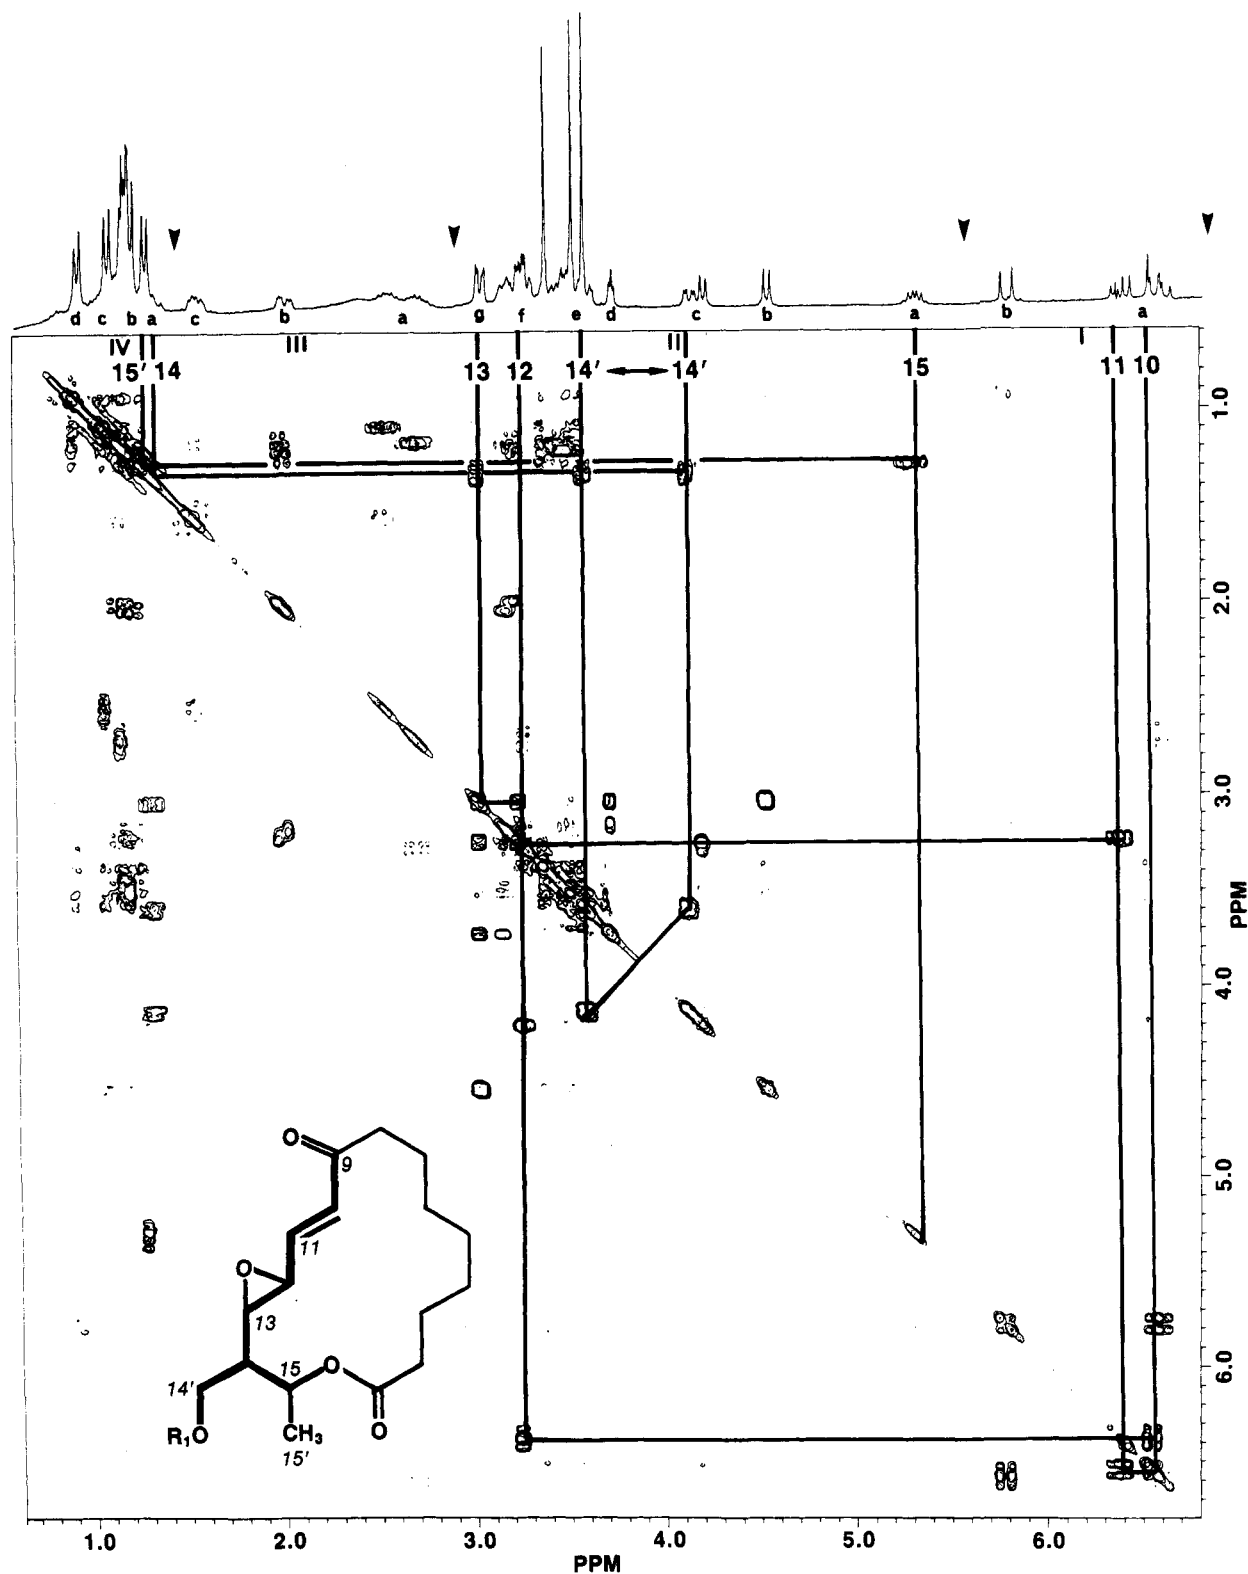 d c b a c b a g f e d c b a b a
IV III II I
15' 14 13 12 14' 14' 15 11 10
1.0
2.0
3.0
4.0
5.0
6.0
PPM
O
9
11
O
13
15 O
14'
R₁O CH₃ O
15'
1.0 2.0 3.0 4.0 5.0 6.0
PPM